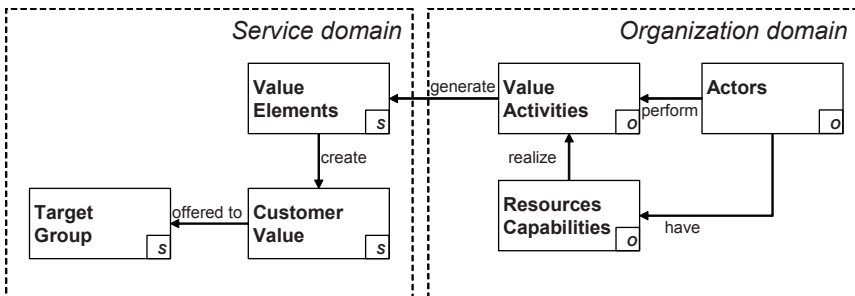 Service domain
Organization domain
Value
Elements
S
generate
Value
Activities
O
perform
Actors
O
create
realize
Target
Group
S
offered to
Customer
Value
S
Resources
Capabilities
O
have